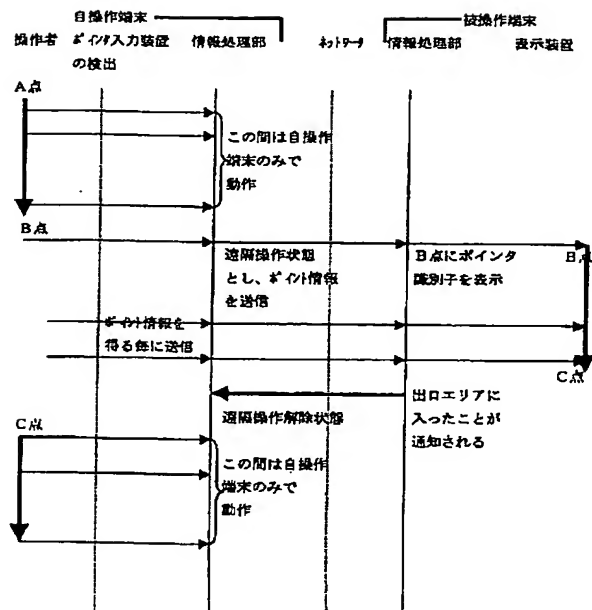 自操作端末
被操作端末
操作者
ポインタ入力装置
の検出
情報処理部
ネットワーク
情報処理部
表示装置
A点
この間は自操作
端末のみで
動作
B点
遠隔操作状態
とし、ポイント情報
を送信
B点にポインタ
識別子を表示
B点
ポイント情報を
得る毎に送信
C点
出口エリアに
入ったことが
通知される
遠隔操作解除状態
C点
この間は自操作
端末のみで
動作